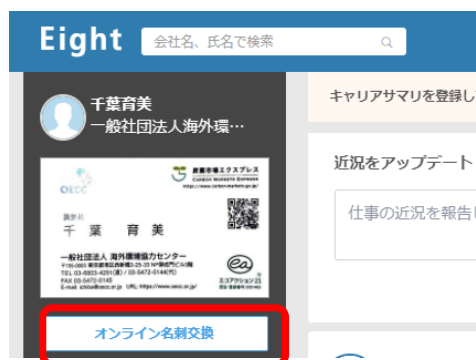 Eight
会社名、氏名で検索
千葉育美
一般社団法人海外環…
キャリアサマリを登録し
近況をアップデート
仕事の近況を報告
OECC
炭素市場エクスプレス
CARBON MARKETS EXPRESS
千葉 育美
一般社団法人 海外環境協力センター
エコアクション21
オンライン名刺交換